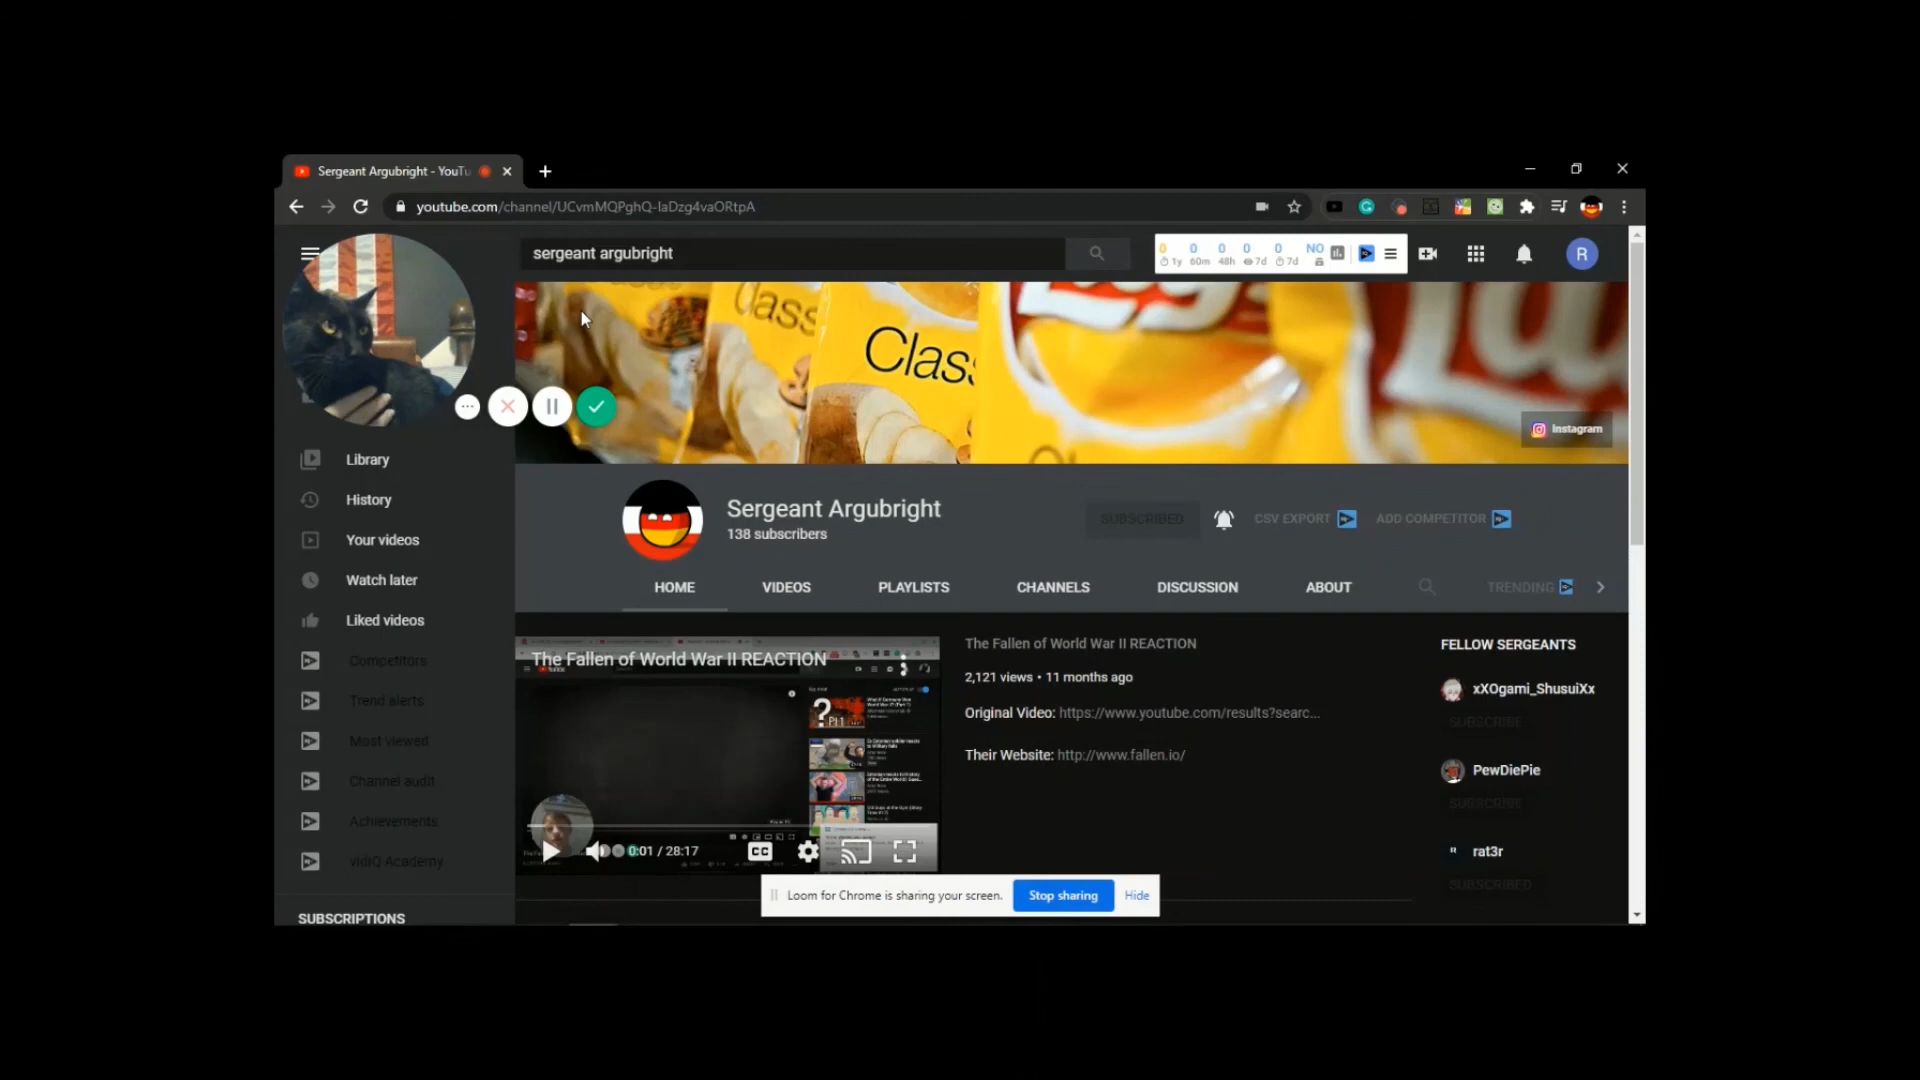 Sergeant Argubright - YouTu
youtube.com/channel/UCvmMQPghQ-IaDzg4vaORtpA
sergeant argubright
0 0 0 0 0 NO
1y 60m 48h 7d 7d
R
Class
Class
Lay's
Instagram
Sergeant Argubright
138 subscribers
SUBSCRIBED
CSV EXPORT
ADD COMPETITOR
HOME
VIDEOS
PLAYLISTS
CHANNELS
DISCUSSION
ABOUT
TRENDING
Library
History
Your videos
Watch later
Liked videos
Competitors
Trend alerts
Most viewed
Channel audit
Achievements
vidIQ Academy
SUBSCRIPTIONS
The Fallen of World War II REACTION
?
Pt1
0:01 / 28:17
CC
The Fallen of World War II REACTION
2,121 views • 11 months ago
Original Video: https://www.youtube.com/results?searc...
Their Website: http://www.fallen.io/
FELLOW SERGEANTS
xXOgami_ShusuiXx
SUBSCRIBE
PewDiePie
SUBSCRIBE
rat3r
SUBSCRIBED
Loom for Chrome is sharing your screen.
Stop sharing
Hide